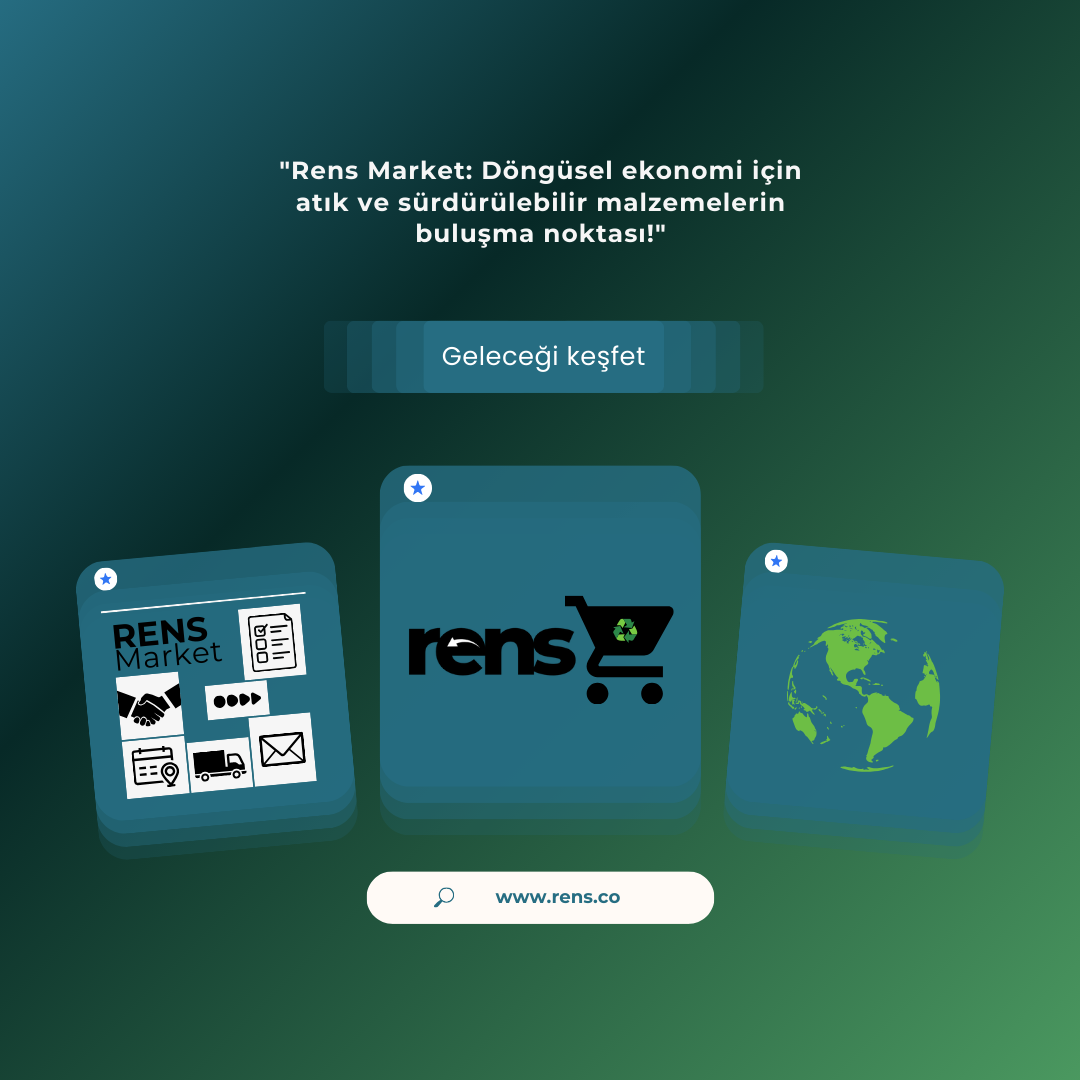 "Rens Market: Döngüsel ekonomi için
atık ve sürdürülebilir malzemelerin
buluşma noktası!"
Geleceği keşfet
RENS
Market
rens
www.rens.co